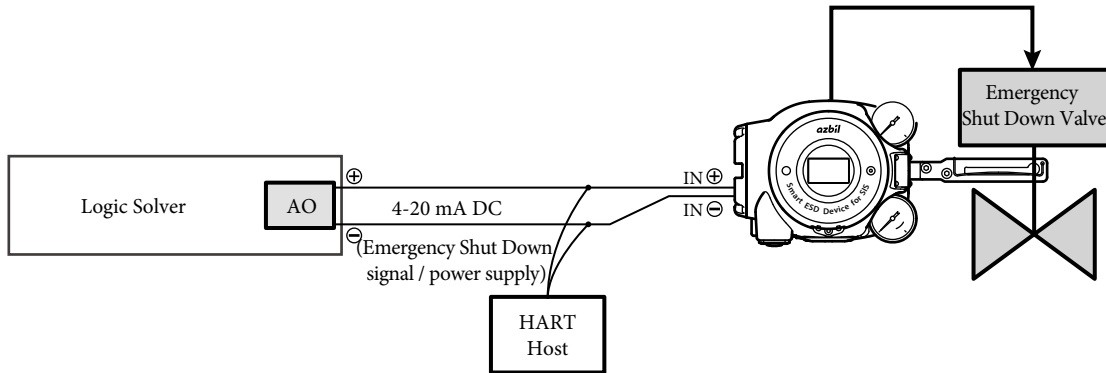 Emergency
Shut Down Valve
azbil
Smart ESD Device for SIS
Logic Solver
AO
⊕
⊖
4-20 mA DC
(Emergency Shut Down
signal / power supply)
IN ⊕
IN ⊖
HART
Host